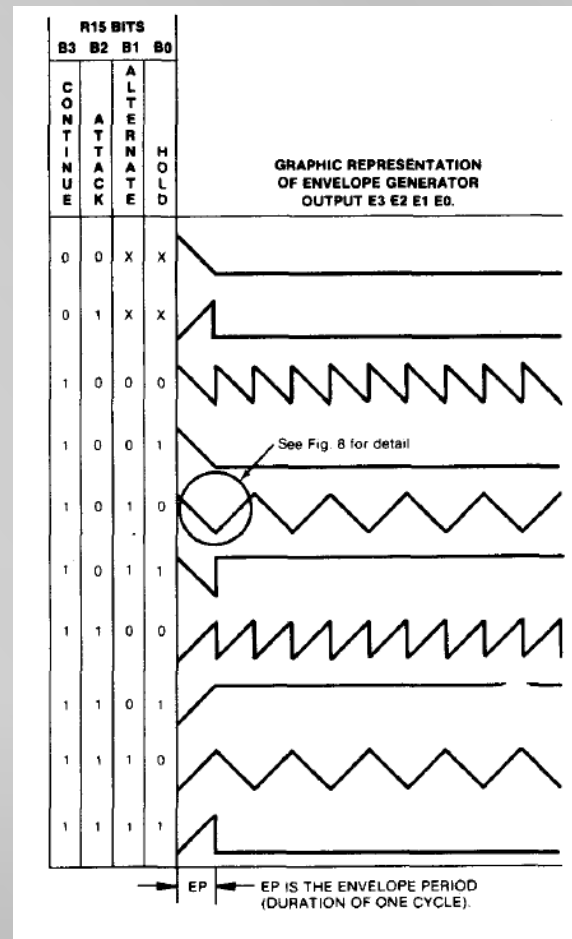 R15 BITS
B3 B2 B1 B0
CONTINUE
ATTACK
ALTERNATE
HOLD
GRAPHIC REPRESENTATION
OF ENVELOPE GENERATOR
OUTPUT E3 E2 E1 E0.
0 0 X X
0 1 X X
1 0 0 0
1 0 0 1
See Fig. 8 for detail
1 0 1 0
1 0 1 1
1 1 0 0
1 1 0 1
1 1 1 0
1 1 1 1
EP
EP IS THE ENVELOPE PERIOD
(DURATION OF ONE CYCLE).